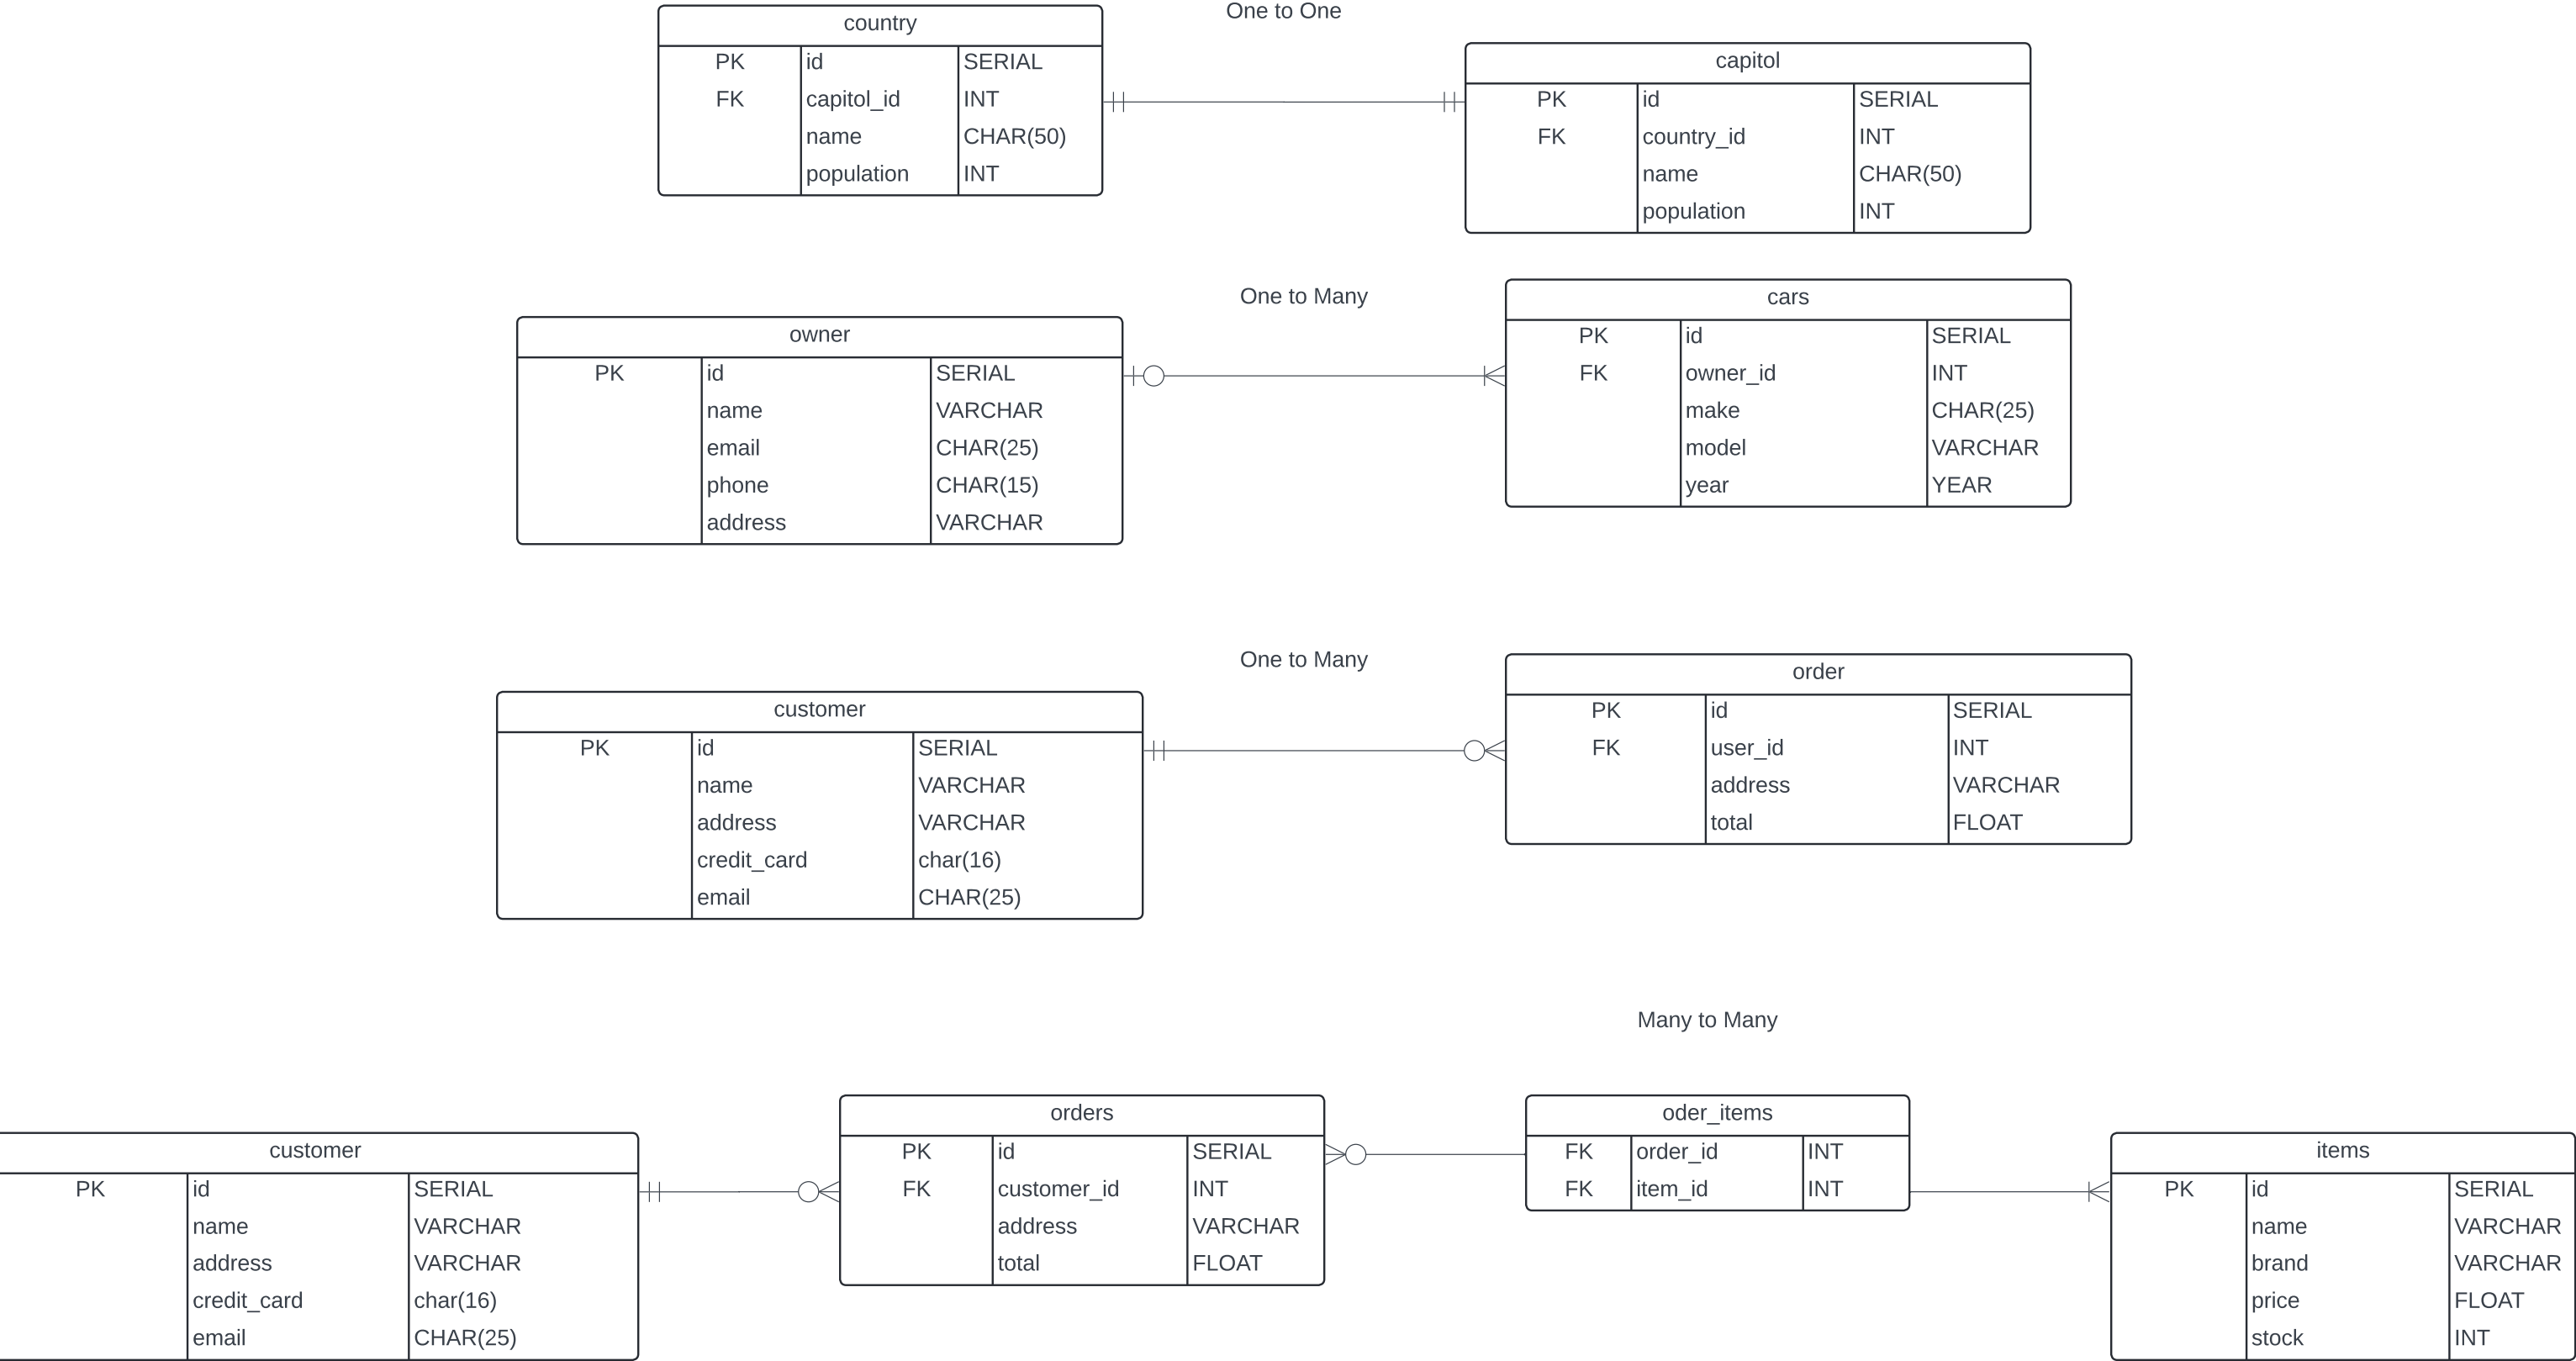 One to One
country
PK id SERIAL
FK capitol_id INT
name CHAR(50)
population INT
capitol
PK id SERIAL
FK country_id INT
name CHAR(50)
population INT
One to Many
owner
PK id SERIAL
name VARCHAR
email CHAR(25)
phone CHAR(15)
address VARCHAR
cars
PK id SERIAL
FK owner_id INT
make CHAR(25)
model VARCHAR
year YEAR
One to Many
customer
PK id SERIAL
name VARCHAR
address VARCHAR
credit_card char(16)
email CHAR(25)
order
PK id SERIAL
FK user_id INT
address VARCHAR
total FLOAT
Many to Many
customer
PK id SERIAL
name VARCHAR
address VARCHAR
credit_card char(16)
email CHAR(25)
orders
PK id SERIAL
FK customer_id INT
address VARCHAR
total FLOAT
oder_items
FK order_id INT
FK item_id INT
items
PK id SERIAL
name VARCHAR
brand VARCHAR
price FLOAT
stock INT